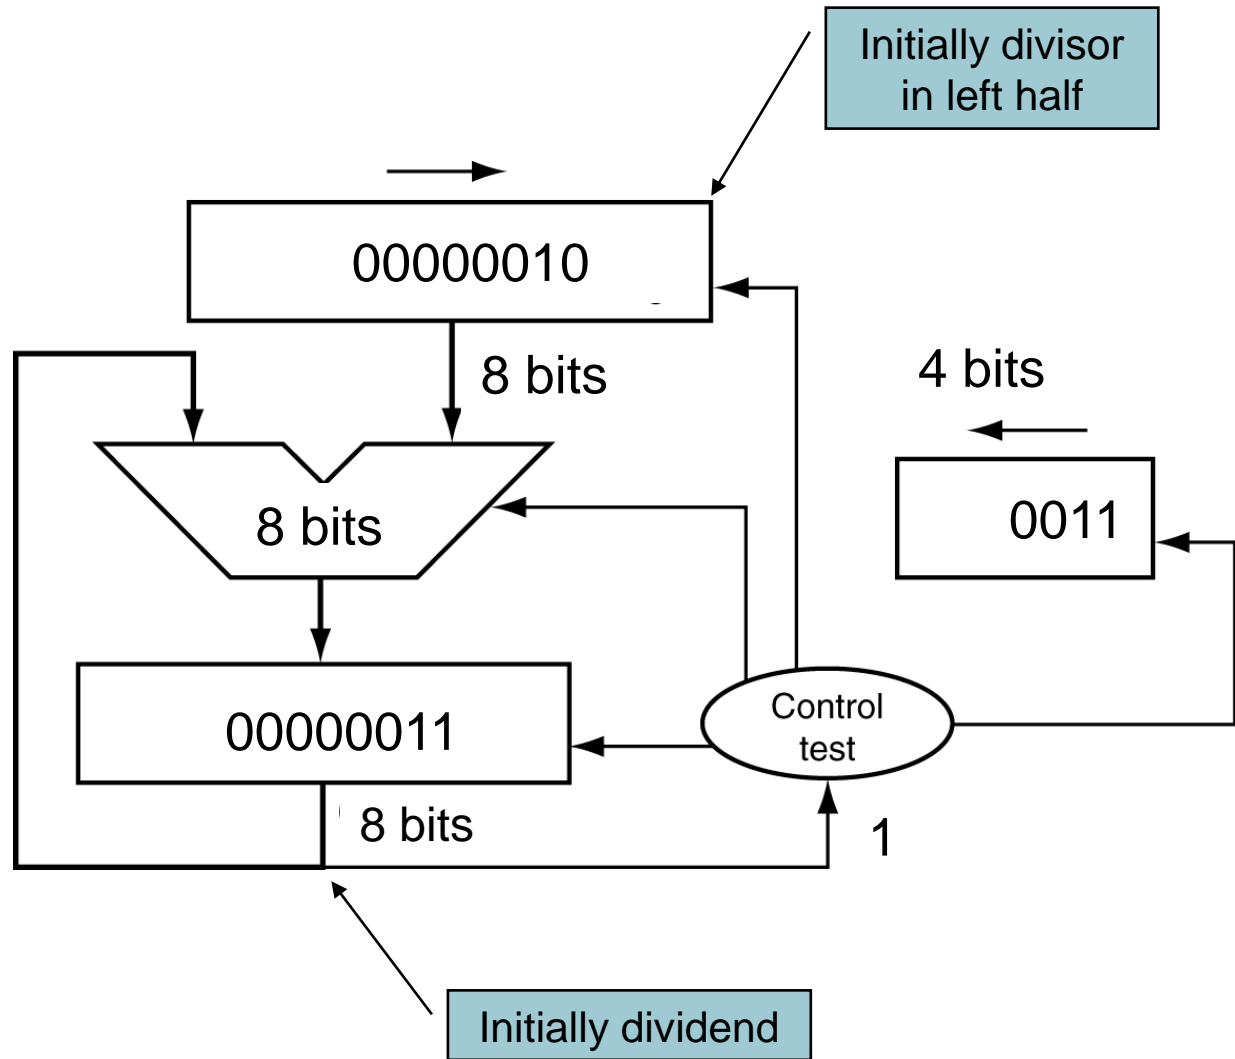 Initially divisor
in left half
00000010
8 bits
4 bits
8 bits
0011
Control
test
00000011
8 bits
1
Initially dividend